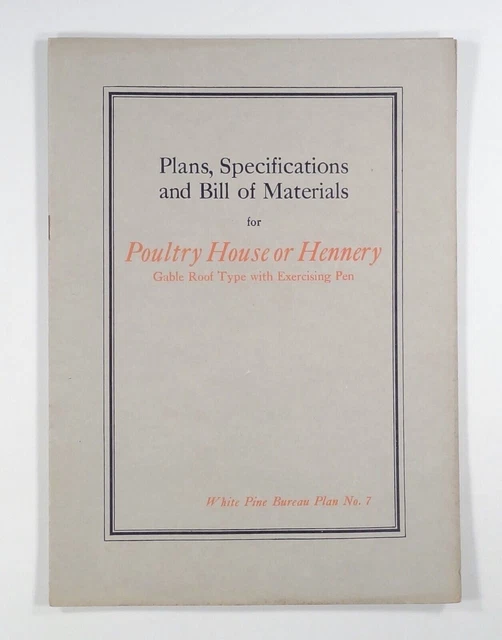 Plans, Specifications
and Bill of Materials
for
Poultry House or Hennery
Gable Roof Type with Exercising Pen
White Pine Bureau Plan No. 7